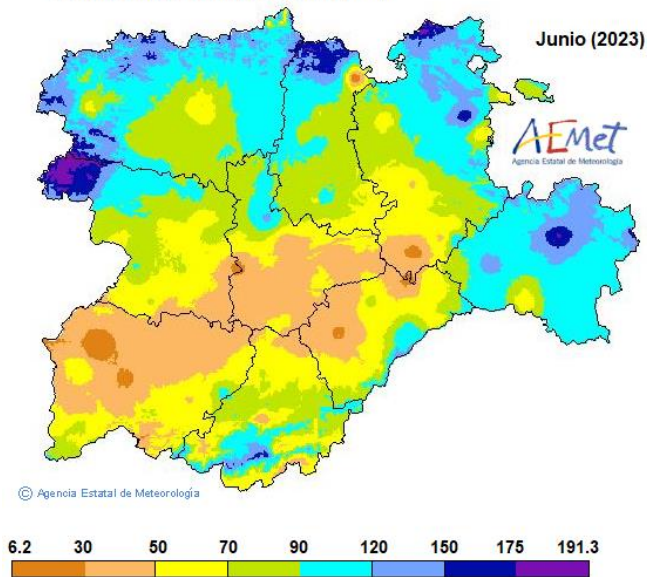 Junio (2023)
AEmet
Agencia Estatal de Meteorología
© Agencia Estatal de Meteorología
6.2 30 50 70 90 120 150 175 191.3